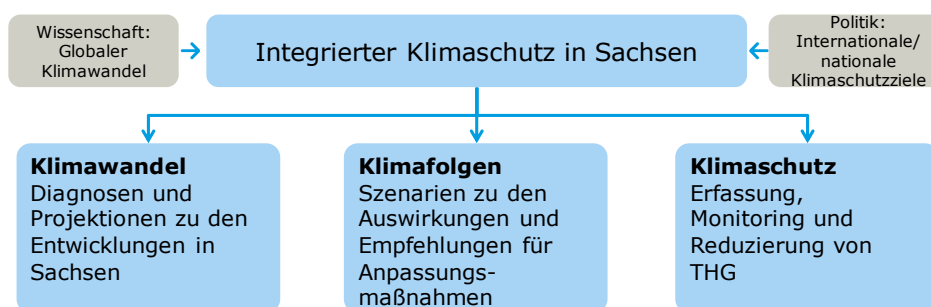 Wissenschaft:
Globaler
Klimawandel
Integrierter Klimaschutz in Sachsen
Politik:
Internationale/
nationale
Klimaschutzziele
Klimawandel
Diagnosen und
Projektionen zu den
Entwicklungen in
Sachsen
Klimafolgen
Szenarien zu den
Auswirkungen und
Empfehlungen für
Anpassungs-
maßnahmen
Klimaschutz
Erfassung,
Monitoring und
Reduzierung von
THG